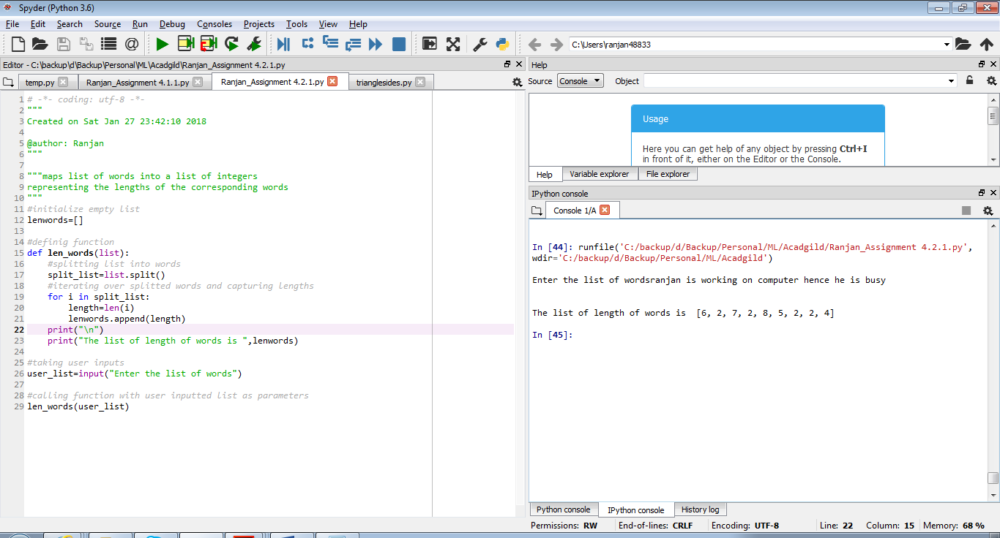 Spyder (Python 3.6)
File Edit Search Source Run Debug Consoles Projects Tools View Help
C:\Users\ranjan48833
Editor - C:\backup\d\Backup\Personal\ML\Acadgild\Ranjan_Assignment 4.2.1.py
temp.py Ranjan_Assignment 4.1.1.py Ranjan_Assignment 4.2.1.py trianglesides.py
1 # -*- coding: utf-8 -*-
2 """
3 Created on Sat Jan 27 23:42:10 2018
4
5 @author: Ranjan
6 """
7
8 """maps list of words into a list of integers
9 representing the lengths of the corresponding words
10 """
11 #initialize empty list
12 lenwords=[]
13
14 #definig function
15 def len_words(list):
16     #splitting list into words
17     split_list=list.split()
18     #iterating over splitted words and capturing lengths
19     for i in split_list:
20         length=len(i)
21         lenwords.append(length)
22     print("\n")
23     print("The list of length of words is ",lenwords)
24
25 #taking user inputs
26 user_list=input("Enter the list of words")
27
28 #calling function with user inputted list as parameters
29 len_words(user_list)
Help
Source Console Object
Usage
Here you can get help of any object by pressing Ctrl+I
in front of it, either on the Editor or the Console.
Help Variable explorer File explorer
IPython console
Console 1/A
In [44]: runfile('C:/backup/d/Backup/Personal/ML/Acadgild/Ranjan_Assignment 4.2.1.py',
wdir='C:/backup/d/Backup/Personal/ML/Acadgild')
Enter the list of wordsranjan is working on computer hence he is busy
The list of length of words is  [6, 2, 7, 2, 8, 5, 2, 2, 4]
In [45]:
Python console IPython console History log
Permissions: RW End-of-lines: CRLF Encoding: UTF-8 Line: 22 Column: 15 Memory: 68 %